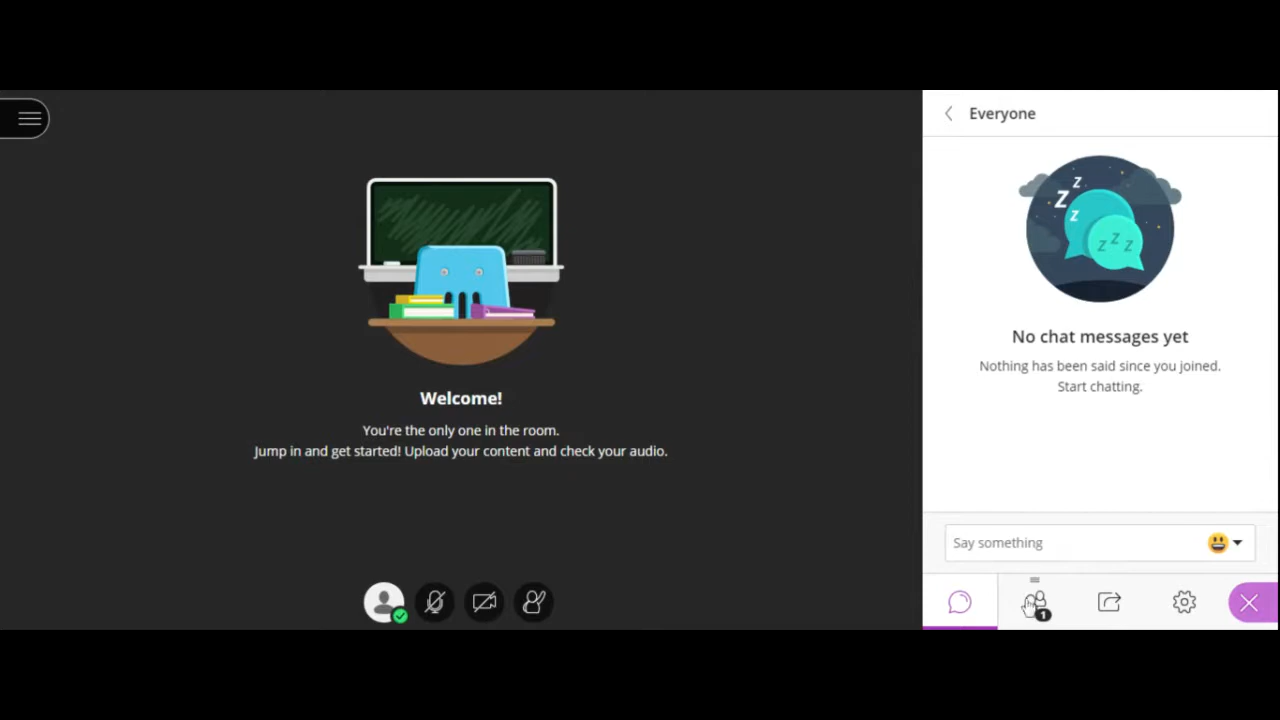 Everyone
Z
Z
Z
Z Z Z
No chat messages yet
Nothing has been said since you joined.
Start chatting.
Welcome!
You're the only one in the room.
Jump in and get started! Upload your content and check your audio.
Say something
1